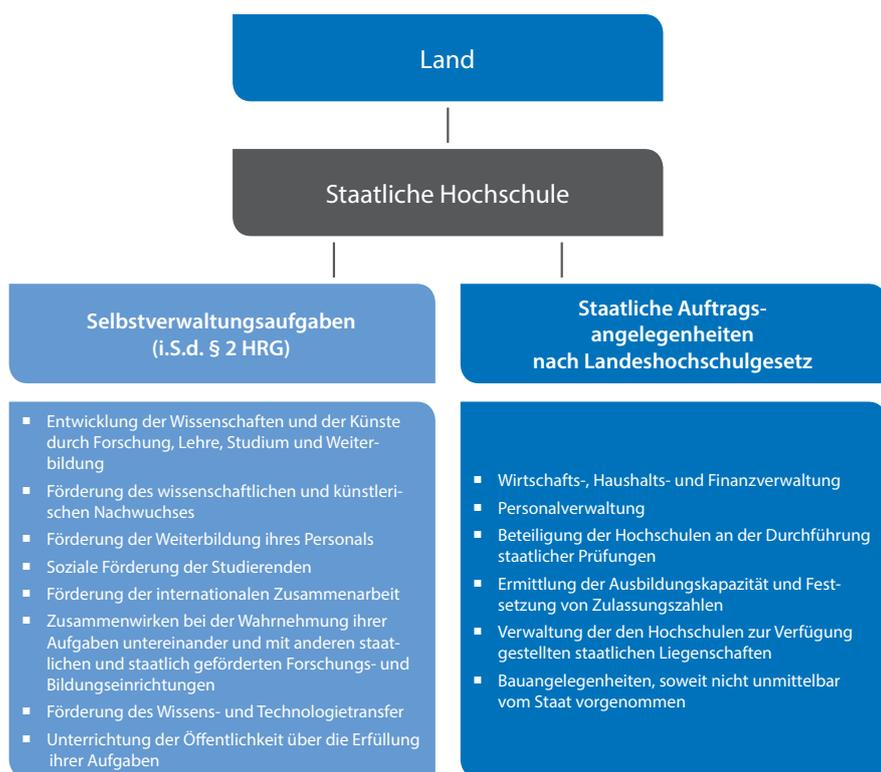 Land
Staatliche Hochschule
Selbstverwaltungsaufgaben
(i.S.d. § 2 HRG)
Staatliche Auftrags-
angelegenheiten
nach Landeshochschulgesetz
▪ Entwicklung der Wissenschaften und der Künste
durch Forschung, Lehre, Studium und Weiter-
bildung
▪ Förderung des wissenschaftlichen und künstleri-
schen Nachwuchses
▪ Förderung der Weiterbildung ihres Personals
▪ Soziale Förderung der Studierenden
▪ Förderung der internationalen Zusammenarbeit
▪ Zusammenwirken bei der Wahrnehmung ihrer
Aufgaben untereinander und mit anderen staat-
lichen und staatlich geförderten Forschungs- und
Bildungseinrichtungen
▪ Förderung des Wissens- und Technologietransfer
▪ Unterrichtung der Öffentlichkeit über die Erfüllung
ihrer Aufgaben
▪ Wirtschafts-, Haushalts- und Finanzverwaltung
▪ Personalverwaltung
▪ Beteiligung der Hochschulen an der Durchführung
staatlicher Prüfungen
▪ Ermittlung der Ausbildungskapazität und Fest-
setzung von Zulassungszahlen
▪ Verwaltung der den Hochschulen zur Verfügung
gestellten staatlichen Liegenschaften
▪ Bauangelegenheiten, soweit nicht unmittelbar
vom Staat vorgenommen